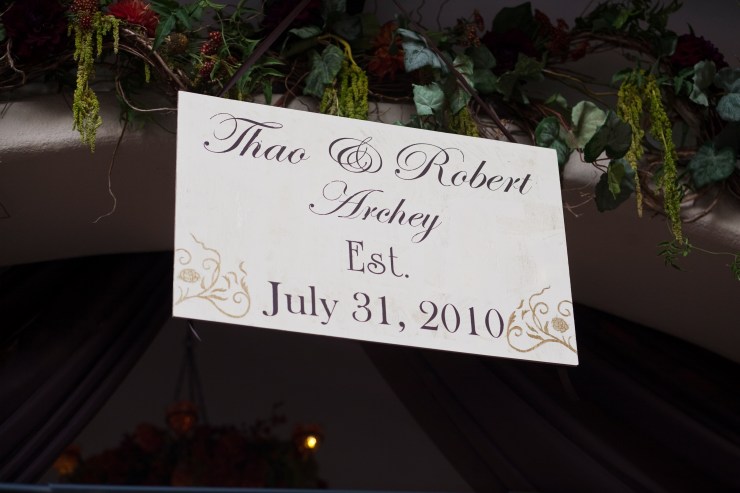 Thao & Robert
Archey
Est.
July 31, 2010